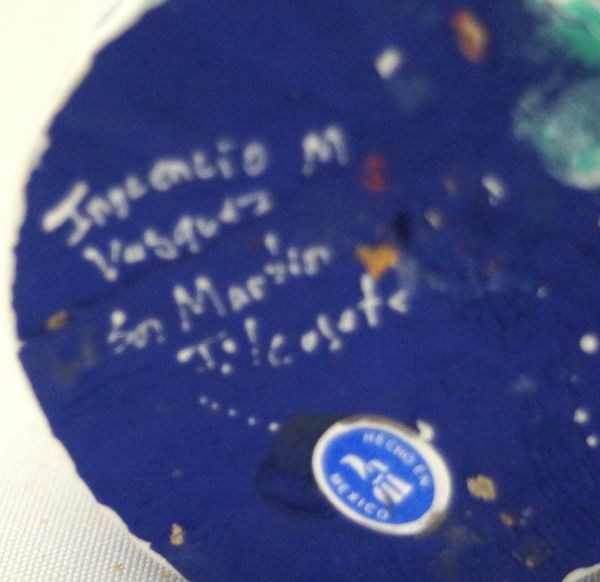 Inocencio M
Vasquez
San Martin
Tilcajete
HECHO EN
MEXICO